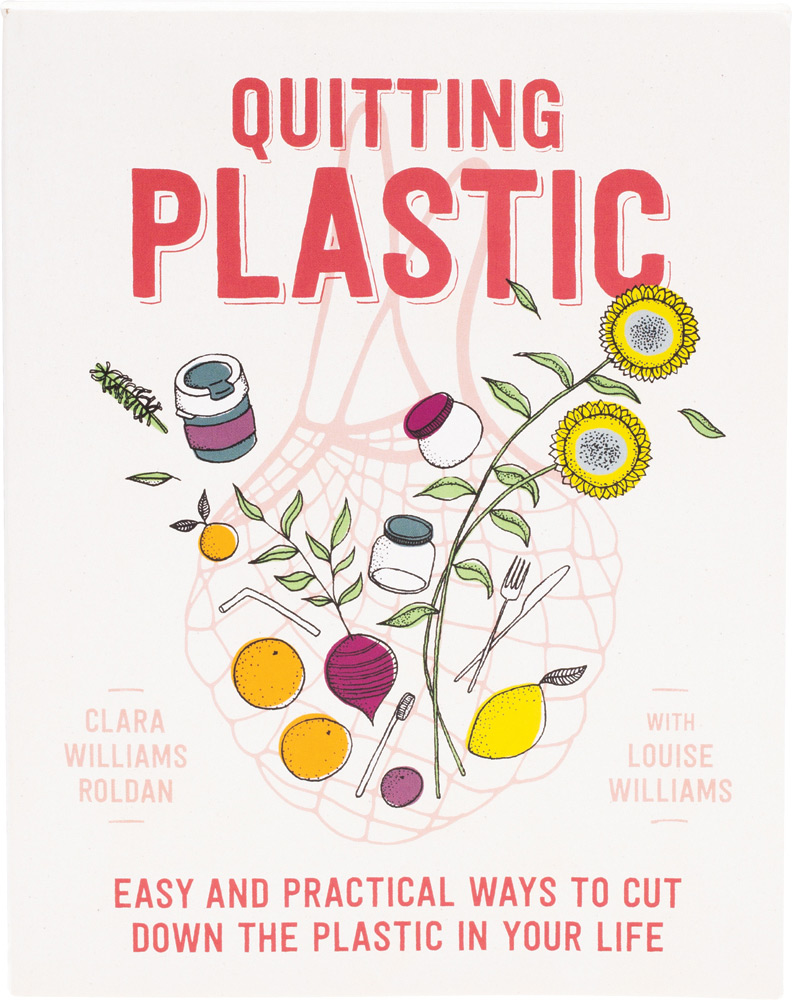 QUITTING
PLASTIC
CLARA
WILLIAMS
ROLDAN
WITH
LOUISE
WILLIAMS
EASY AND PRACTICAL WAYS TO CUT
DOWN THE PLASTIC IN YOUR LIFE